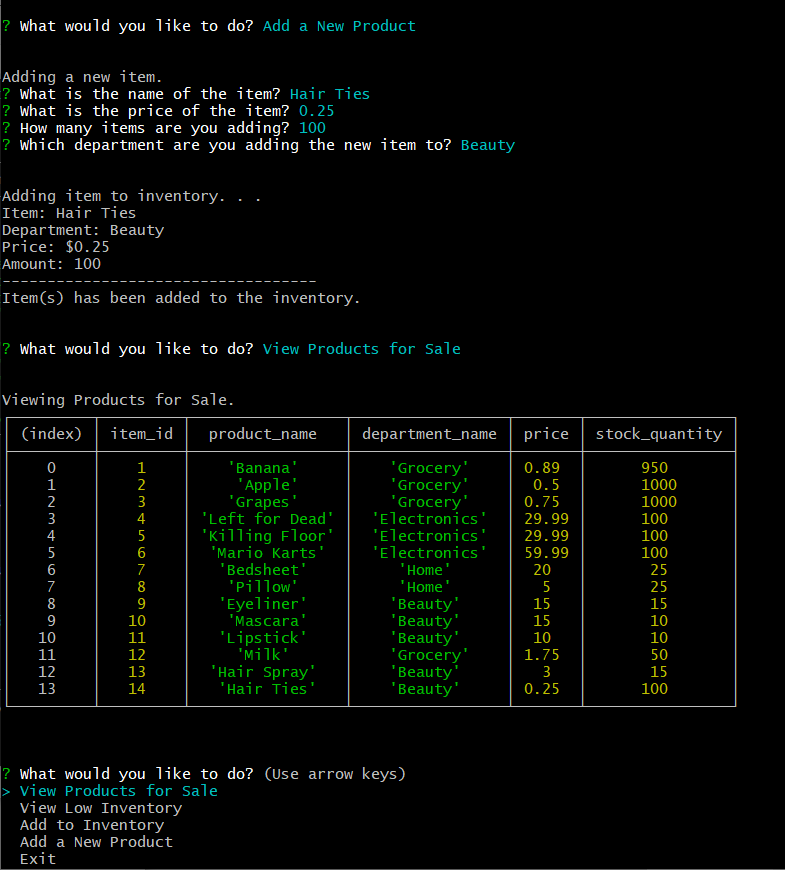 ? What would you like to do? Add a New Product
Adding a new item.
? What is the name of the item? Hair Ties
? What is the price of the item? 0.25
? How many items are you adding? 100
? Which department are you adding the new item to? Beauty
Adding item to inventory. . .
Item: Hair Ties
Department: Beauty
Price: $0.25
Amount: 100
-----------------------------------
Item(s) has been added to the inventory.
? What would you like to do? View Products for Sale
Viewing Products for Sale.
(index) item_id product_name department_name price stock_quantity
0 1 'Banana' 'Grocery' 0.89 950
1 2 'Apple' 'Grocery' 0.5 1000
2 3 'Grapes' 'Grocery' 0.75 1000
3 4 'Left for Dead' 'Electronics' 29.99 100
4 5 'Killing Floor' 'Electronics' 29.99 100
5 6 'Mario Karts' 'Electronics' 59.99 100
6 7 'Bedsheet' 'Home' 20 25
7 8 'Pillow' 'Home' 5 25
8 9 'Eyeliner' 'Beauty' 15 15
9 10 'Mascara' 'Beauty' 15 10
10 11 'Lipstick' 'Beauty' 10 10
11 12 'Milk' 'Grocery' 1.75 50
12 13 'Hair Spray' 'Beauty' 3 15
13 14 'Hair Ties' 'Beauty' 0.25 100
? What would you like to do? (Use arrow keys)
> View Products for Sale
View Low Inventory
Add to Inventory
Add a New Product
Exit